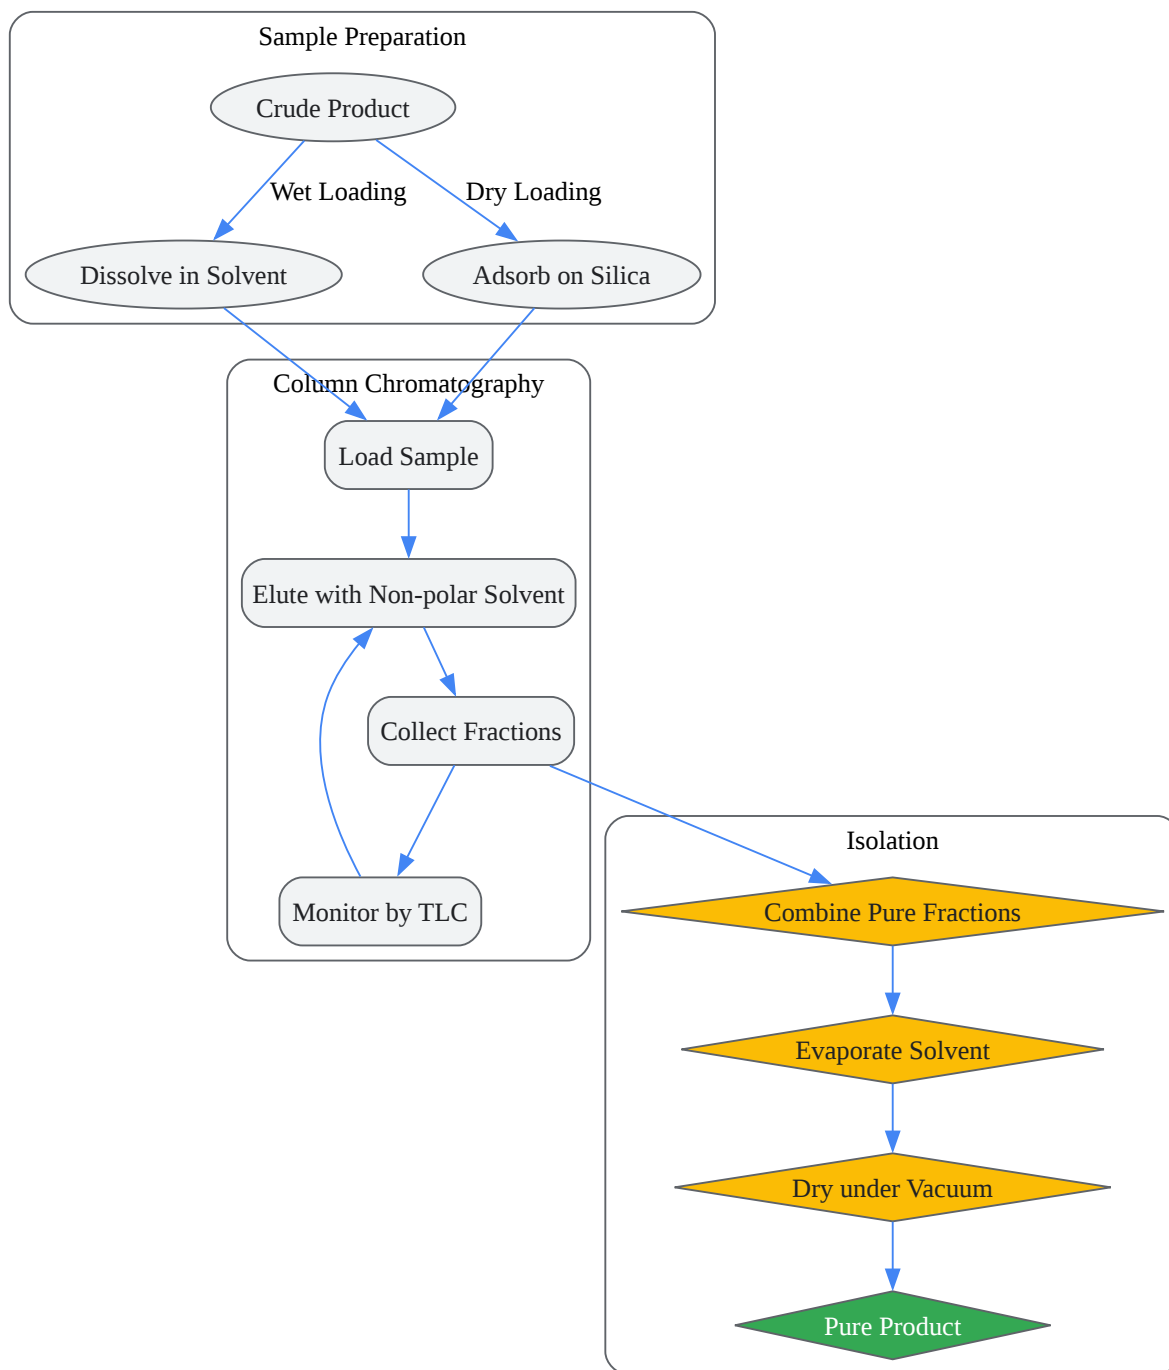 Sample Preparation
Crude Product
Wet Loading
Dry Loading
Dissolve in Solvent
Adsorb on Silica
Column Chromatography
Load Sample
Elute with Non-polar Solvent
Collect Fractions
Monitor by TLC
Isolation
Combine Pure Fractions
Evaporate Solvent
Dry under Vacuum
Pure Product